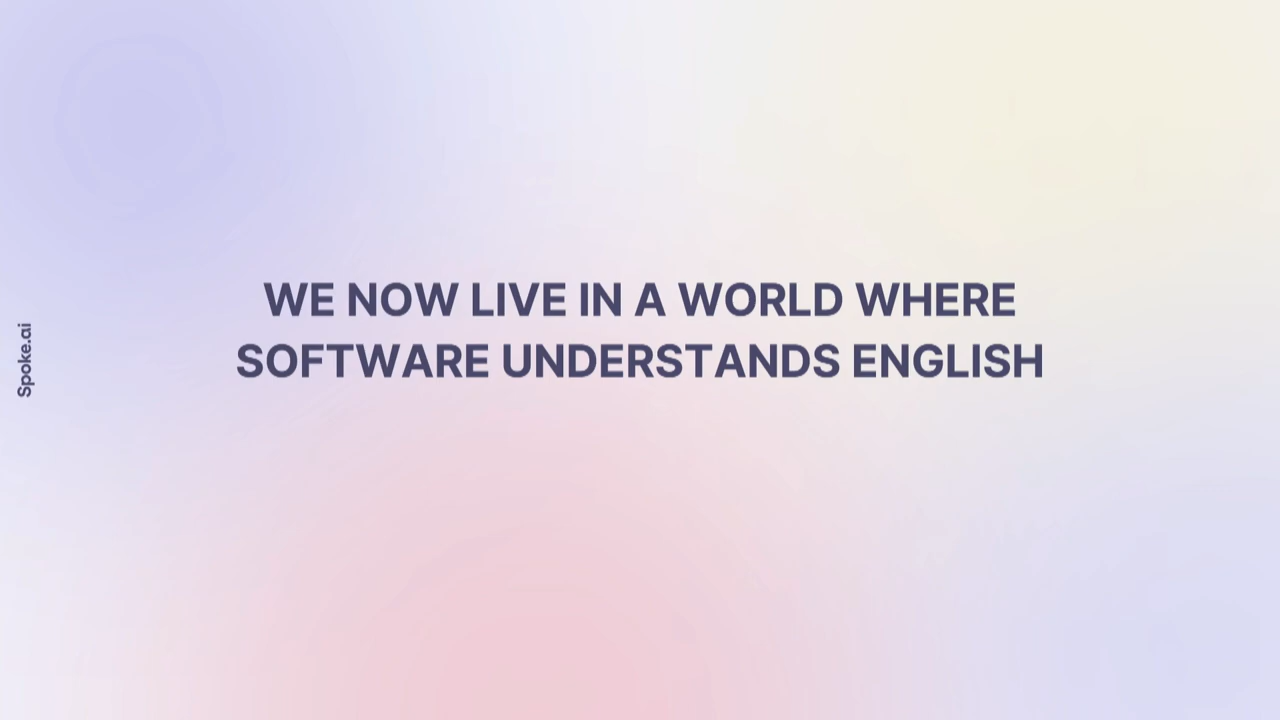 WE NOW LIVE IN A WORLD WHERE
SOFTWARE UNDERSTANDS ENGLISH
Spoke.ai